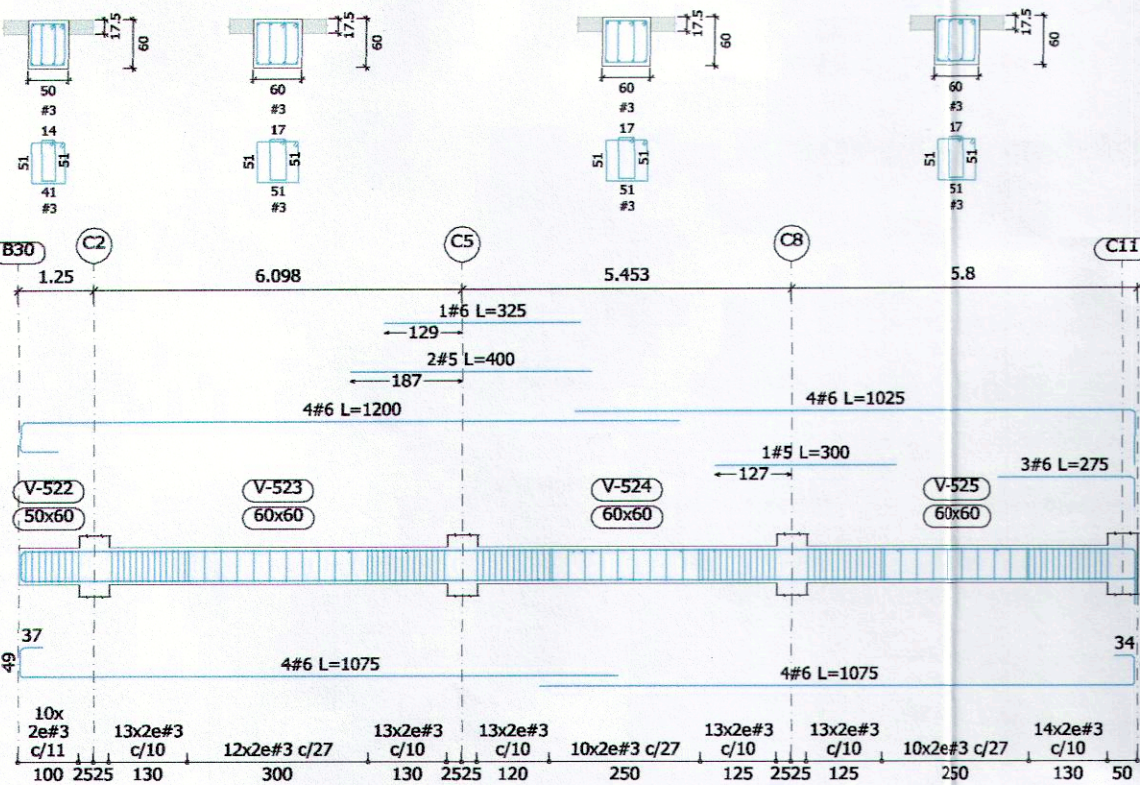 17.5 60 17.5 60 17.5 60 17.5 60
50 60 60 60
#3 #3 #3 #3
14 17 17 17
51 51 51 51 51 51 51 51
41 51 51 51
#3 #3 #3 #3
B30 C2 C5 C8 C11
1.25 6.098 5.453 5.8
1#6 L=325
129
2#5 L=400
187
4#6 L=1200 4#6 L=1025
1#5 L=300
127
3#6 L=275
V-522 V-523 V-524 V-525
50x60 60x60 60x60 60x60
37 34
49
4#6 L=1075 4#6 L=1075
10x
2e#3
c/11
13x2e#3
c/10
12x2e#3 c/27
13x2e#3
c/10
13x2e#3
c/10
10x2e#3 c/27
13x2e#3
c/10
13x2e#3
c/10
10x2e#3 c/27
14x2e#3
c/10
100 2525 130 300 130 2525 120 250 125 2525 125 250 130 50